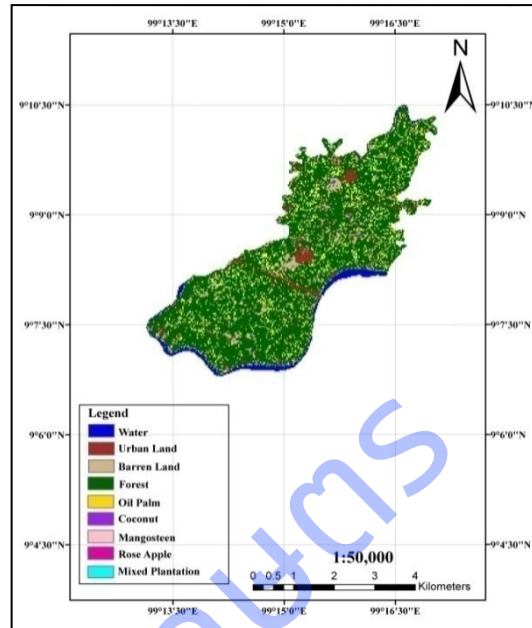 99°13'30"E 99°15'0"E 99°16'30"E
N
9°10'30"N 9°10'30"N
9°9'0"N 9°9'0"N
9°7'30"N 9°7'30"N
9°6'0"N 9°6'0"N
9°4'30"N 9°4'30"N
Legend
Water
Urban Land
Barren Land
Forest
Oil Palm
Coconut
Mangosteen
Rose Apple
Mixed Plantation
1:50,000
0 0.5 1 2 3 4
Kilometers
99°13'30"E 99°15'0"E 99°16'30"E